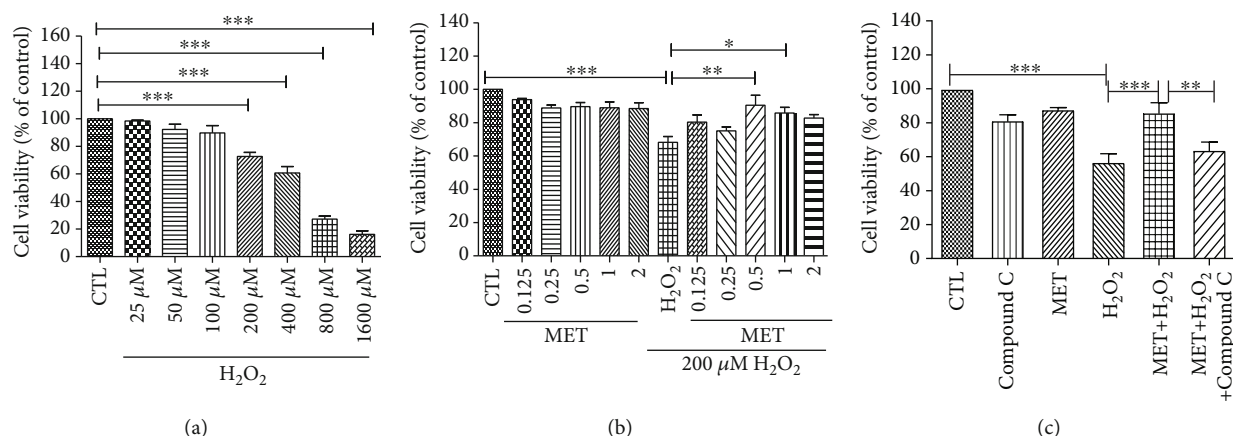 Cell viability (% of control)
140
120
100
80
60
40
20
0
***
***
***
***
CTL
25 μM
50 μM
100 μM
200 μM
400 μM
800 μM
1600 μM
H₂O₂
(a)
Cell viability (% of control)
140
120
100
80
60
40
20
0
*
***
**
CTL
0.125
0.25
0.5
1
2
H₂O₂
0.125
0.25
0.5
1
2
MET
MET
200 μM H₂O₂
(b)
Cell viability (% of control)
140
120
100
80
60
40
20
0
***
***
**
CTL
Compound C
MET
H₂O₂
MET+H₂O₂
MET+H₂O₂
+Compound C
(c)